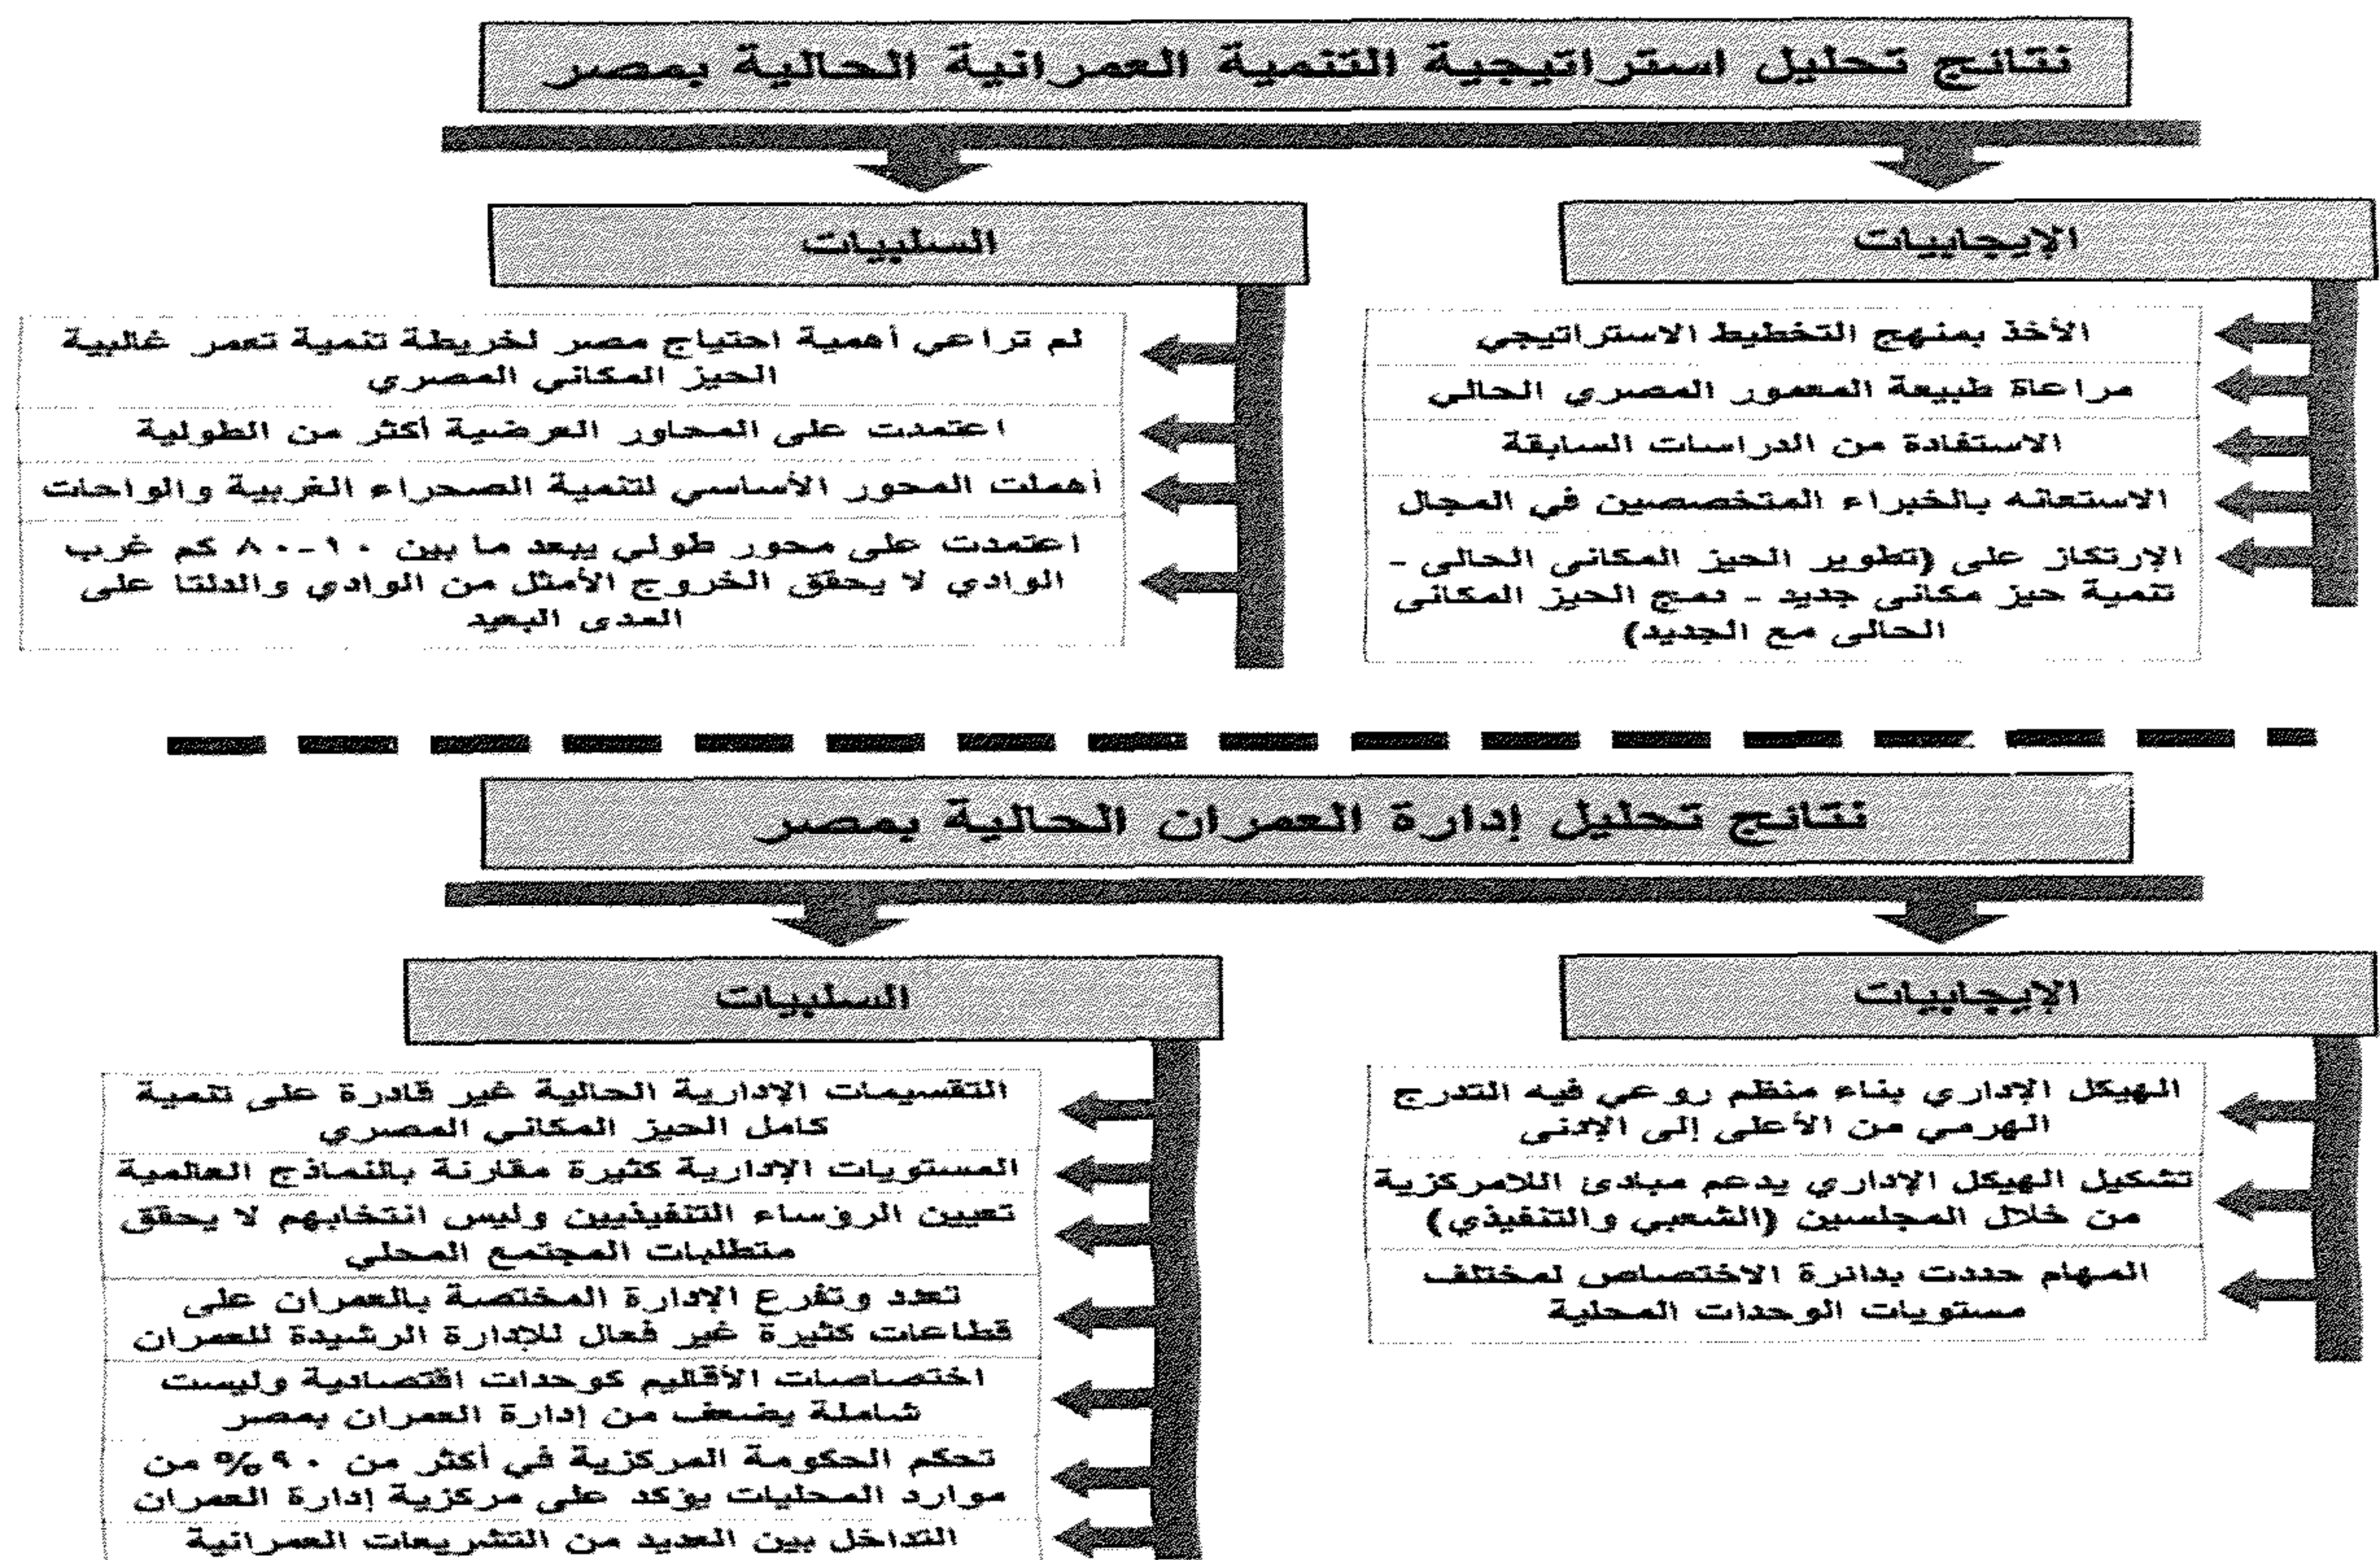 نتائج تحليل استراتيجية التنمية العمرانية الحالية بمصر
الإيجابيات
الأخذ بمنهج التخطيط الاستراتيجي
مراعاة طبيعة المعمور المصري الحالي
الاستفادة من الدراسات السابقة
الاستعانه بالخبراء المتخصصين في المجال
الإرتكاز على (تطوير الحيز المكانى الحالى -
تنمية حيز مكانى جديد - دمج الحيز المكانى
الحالى مع الجديد)
السلبيات
لم تراعي أهمية احتياج مصر لخريطة تنمية تعمر غالبية
الحيز المكاني المصري
اعتمدت على المحاور العرضية أكثر من الطولية
أهملت المحور الأساسي لتنمية الصحراء الغربية والواحات
اعتمدت على محور طولي يبعد ما بين ١٠-٨٠ كم غرب
الوادي لا يحقق الخروج الأمثل من الوادي والدلتا على
المدى البعيد
نتائج تحليل إدارة العمران الحالية بمصر
الإيجابيات
الهيكل الإداري بناء منظم روعي فيه التدرج
الهرمي من الأعلى إلى الإدنى
تشكيل الهيكل الإداري يدعم مبادئ اللامركزية
من خلال المجلسين (الشعبي والتنفيذي)
المهام حددت بدائرة الاختصاص لمختلف
مستويات الوحدات المحلية
السلبيات
التقسيمات الإدارية الحالية غير قادرة على تنمية
كامل الحيز المكاني المصري
المستويات الإدارية كثيرة مقارنة بالنماذج العالمية
تعيين الرؤساء التنفيذيين وليس انتخابهم لا يحقق
متطلبات المجتمع المحلي
تعدد وتفرع الإدارة المختصة بالعمران على
قطاعات كثيرة غير فعال للإدارة الرشيدة للعمران
اختصاصات الأقاليم كوحدات اقتصادية وليست
شاملة يضعف من إدارة العمران بمصر
تحكم الحكومة المركزية في أكثر من ٩٠% من
موارد المحليات يؤكد على مركزية إدارة العمران
التداخل بين العديد من التشريعات العمرانية